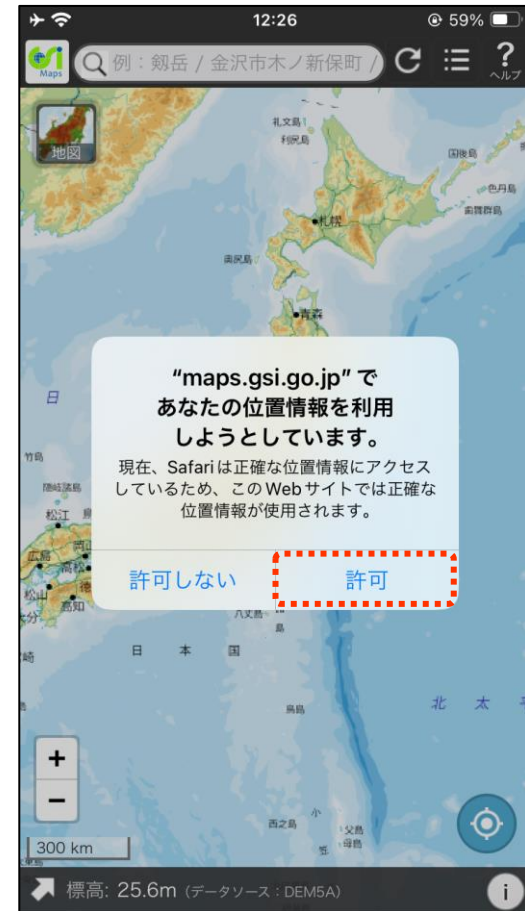 12:26
59%
Maps
例：剱岳 / 金沢市木ノ新保町 /
?
ヘルプ
地図
礼文島
利尻島
国後島
色丹島
歯舞群島
札幌
奥尻島
青森
“maps.gsi.go.jp” で
あなたの位置情報を利用
しようとしています。
現在、Safariは正確な位置情報にアクセス
しているため、このWebサイトでは正確な
位置情報が使用されます。
許可しない
許可
日
竹島
隠岐諸島
松江
広島
岡山
高松
徳
松山
高知
分
崎
八丈島
島
日本国
鳥島
北太
西之島
小
父島
母島
笠
+
−
300 km
標高: 25.6m (データソース：DEM5A)
i